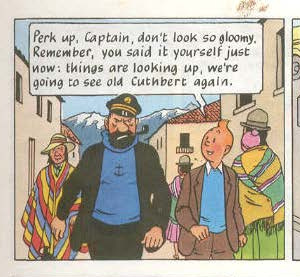 Perk up, Captain, don't look so gloomy.
Remember, you said it yourself just
now: things are looking up, we're
going to see old Cuthbert again.